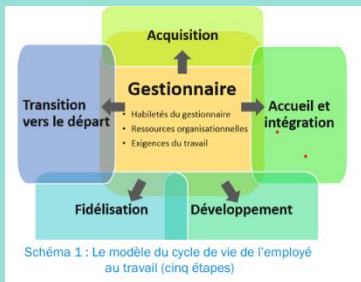 Acquisition
Gestionnaire
• Habiletés du gestionnaire
• Ressources organisationnelles
• Exigences du travail
Transition
vers le départ
Accueil et
intégration
Fidélisation
Développement
Schéma 1 : Le modèle du cycle de vie de l'employé
au travail (cinq étapes)